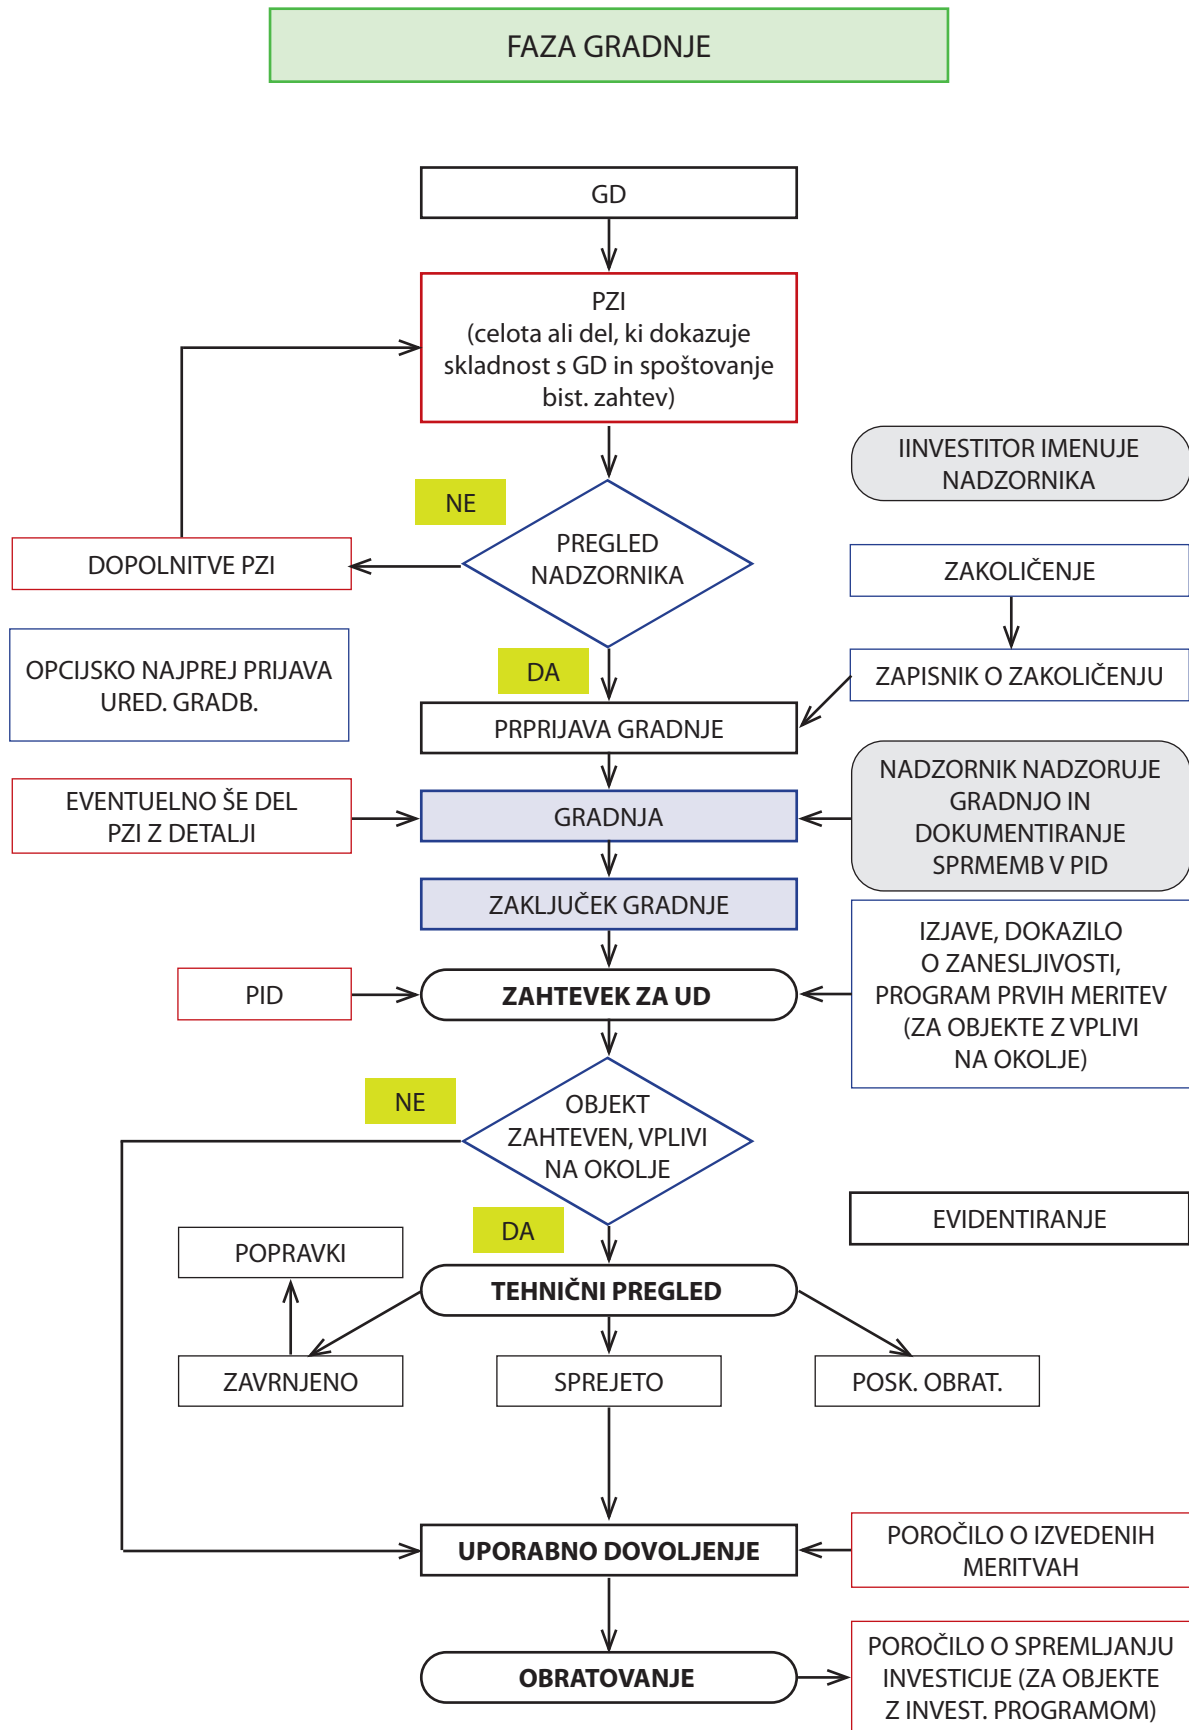 FAZA GRADNJE
GD
PZI
(celota ali del, ki dokazuje
skladnost s GD in spoštovanje
bist. zahtev)
IINVESTITOR IMENUJE
NADZORNIKA
NE
PREGLED
NADZORNIKA
DOPOLNITVE PZI
ZAKOLIČENJE
OPCIJSKO NAJPREJ PRIJAVA
URED. GRADB.
DA
ZAPISNIK O ZAKOLIČENJU
PRPRIJAVA GRADNJE
EVENTUELNO ŠE DEL
PZI Z DETALJI
GRADNJA
NADZORNIK NADZORUJE
GRADNJO IN
DOKUMENTIRANJE
SPRMEMB V PID
ZAKLJUČEK GRADNJE
PID
ZAHTEVEK ZA UD
IZJAVE, DOKAZILO
O ZANESLJIVOSTI,
PROGRAM PRVIH MERITEV
(ZA OBJEKTE Z VPLIVI
NA OKOLJE)
NE
OBJEKT
ZAHTEVEN, VPLIVI
NA OKOLJE
DA
EVIDENTIRANJE
POPRAVKI
TEHNIČNI PREGLED
ZAVRNJENO
SPREJETO
POSK. OBRAT.
UPORABNO DOVOLJENJE
POROČILO O IZVEDENIH
MERITVAH
OBRATOVANJE
POROČILO O SPREMLJANJU
INVESTICIJE (ZA OBJEKTE
Z INVEST. PROGRAMOM)